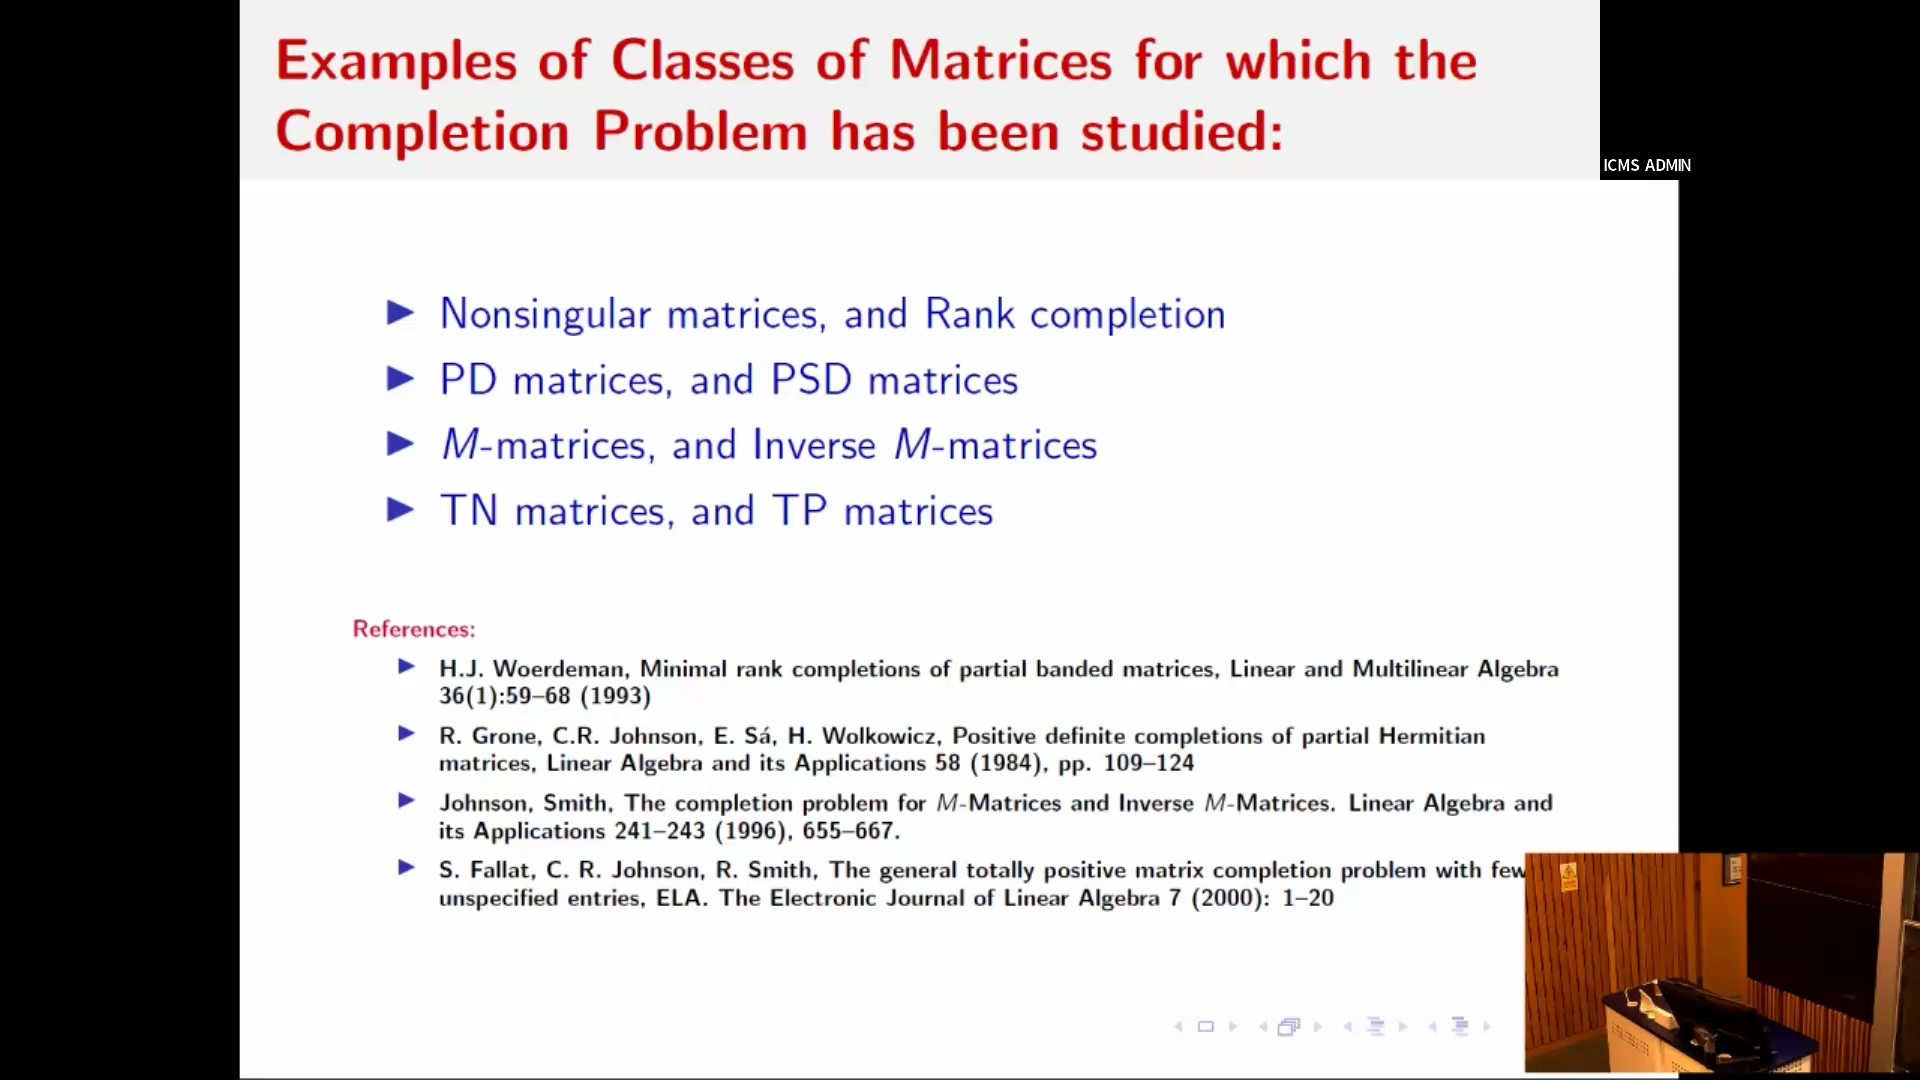 Examples of Classes of Matrices for which the
Completion Problem has been studied:
ICMS ADMIN
Nonsingular matrices, and Rank completion
PD matrices, and PSD matrices
M-matrices, and Inverse M-matrices
TN matrices, and TP matrices
References:
H.J. Woerdeman, Minimal rank completions of partial banded matrices, Linear and Multilinear Algebra
36(1):59–68 (1993)
R. Grone, C.R. Johnson, E. Sá, H. Wolkowicz, Positive definite completions of partial Hermitian
matrices, Linear Algebra and its Applications 58 (1984), pp. 109–124
Johnson, Smith, The completion problem for M-Matrices and Inverse M-Matrices. Linear Algebra and
its Applications 241–243 (1996), 655–667.
S. Fallat, C. R. Johnson, R. Smith, The general totally positive matrix completion problem with few
unspecified entries, ELA. The Electronic Journal of Linear Algebra 7 (2000): 1–20